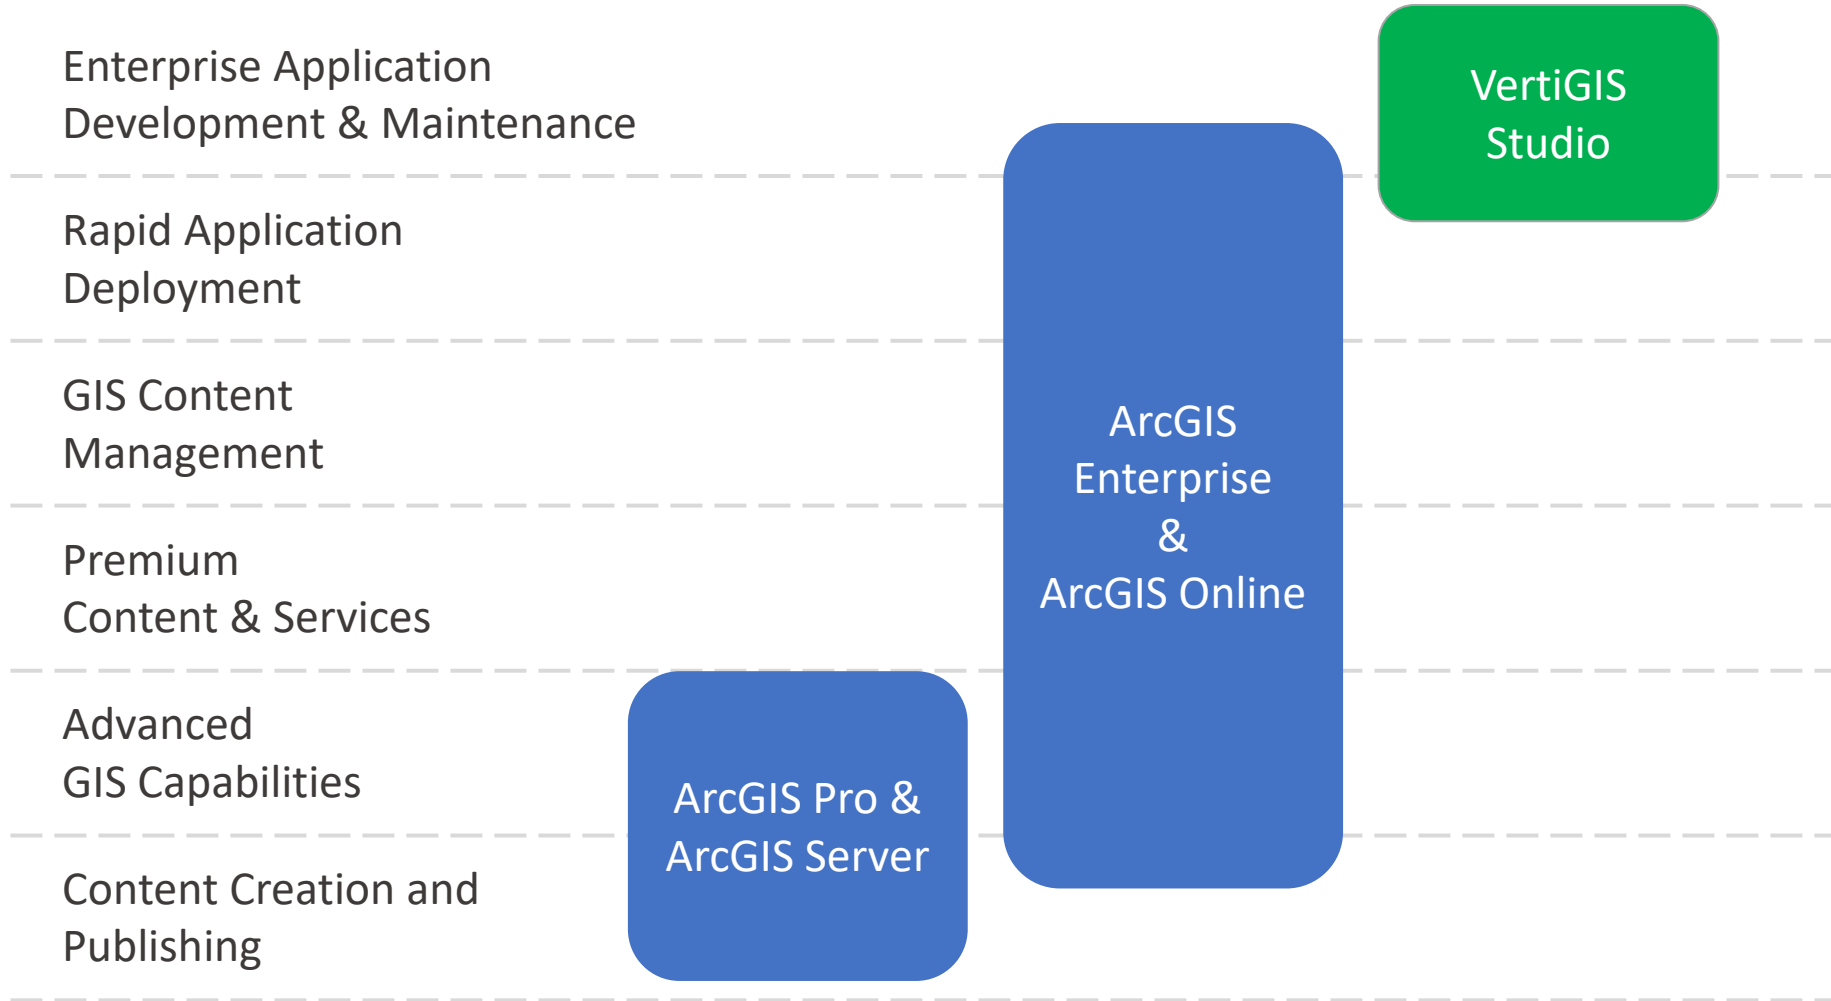 Enterprise Application
Development & Maintenance
VertiGIS
Studio
Rapid Application
Deployment
GIS Content
Management
ArcGIS
Enterprise
&
ArcGIS Online
Premium
Content & Services
Advanced
GIS Capabilities
ArcGIS Pro &
ArcGIS Server
Content Creation and
Publishing